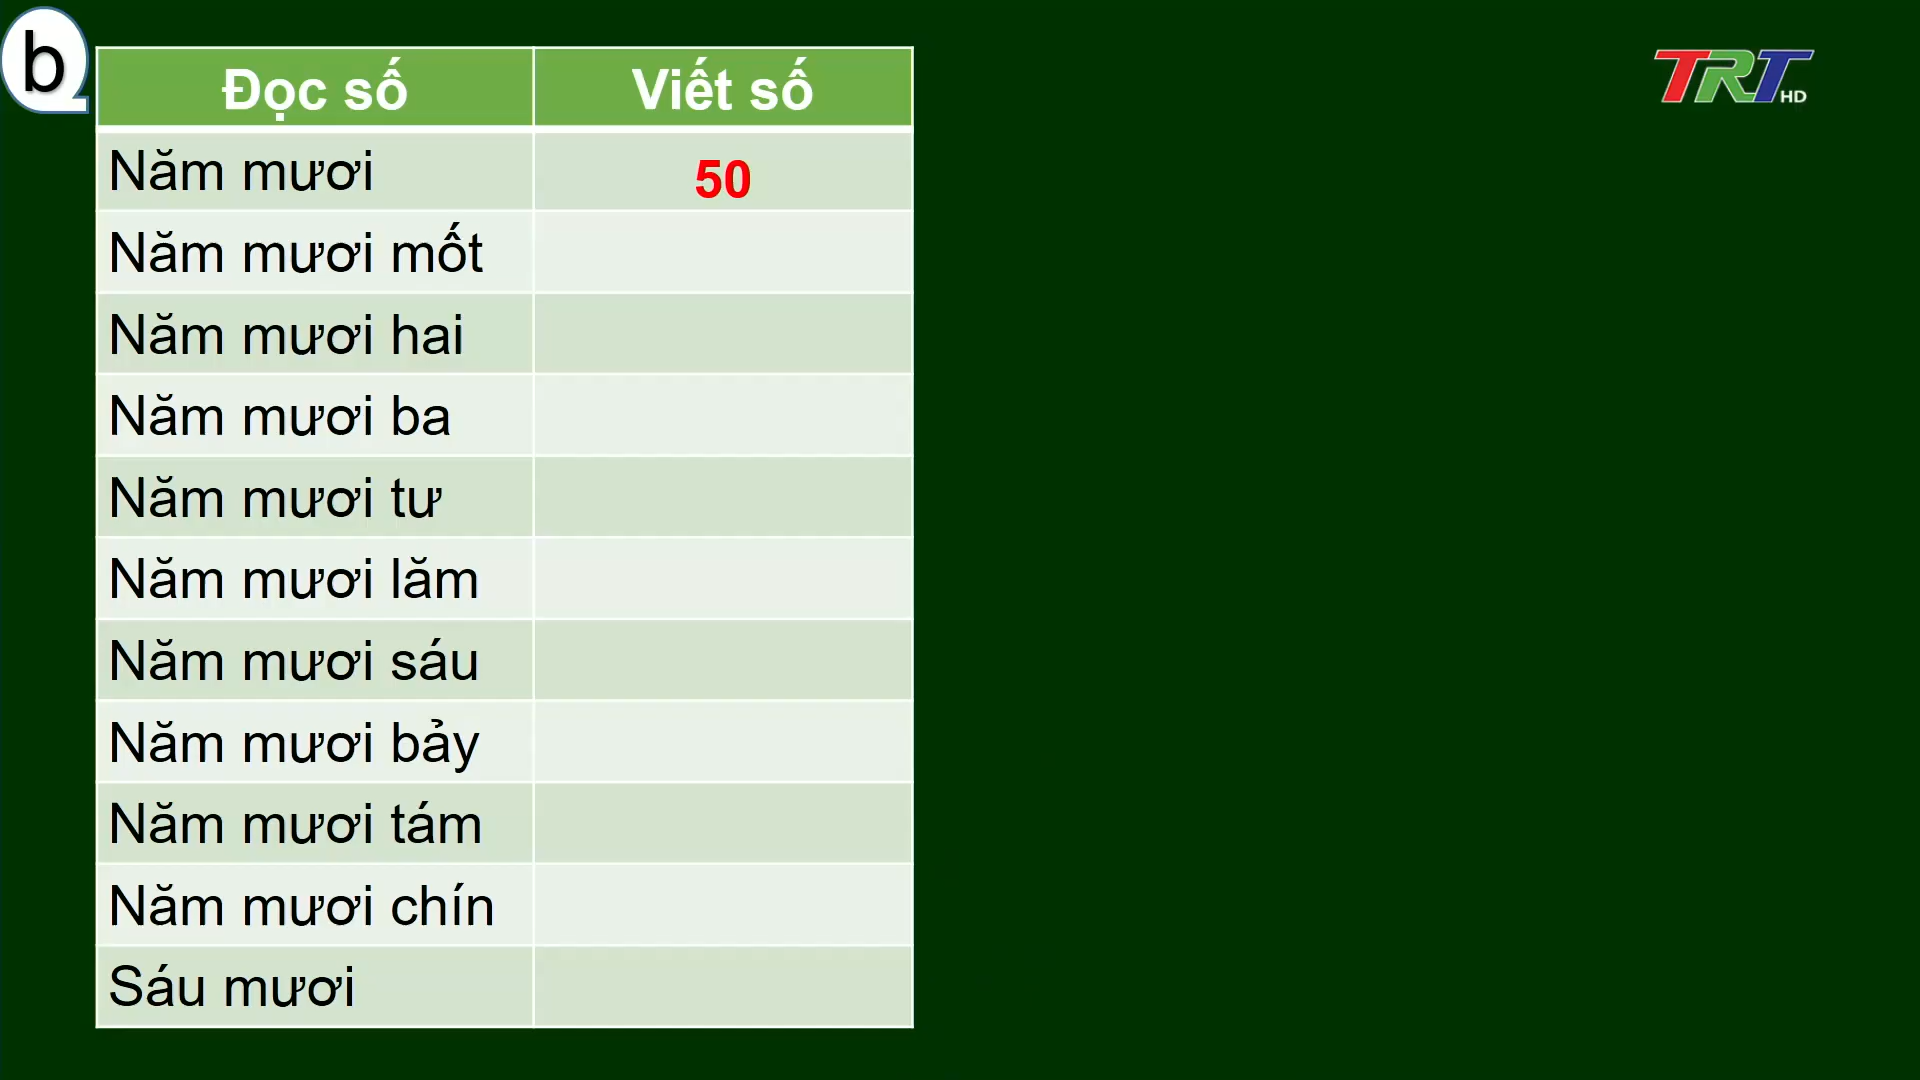 b
Đọc số Viết số
Năm mươi 50
Năm mươi mốt
Năm mươi hai
Năm mươi ba
Năm mươi tư
Năm mươi lăm
Năm mươi sáu
Năm mươi bảy
Năm mươi tám
Năm mươi chín
Sáu mươi
TRT HD